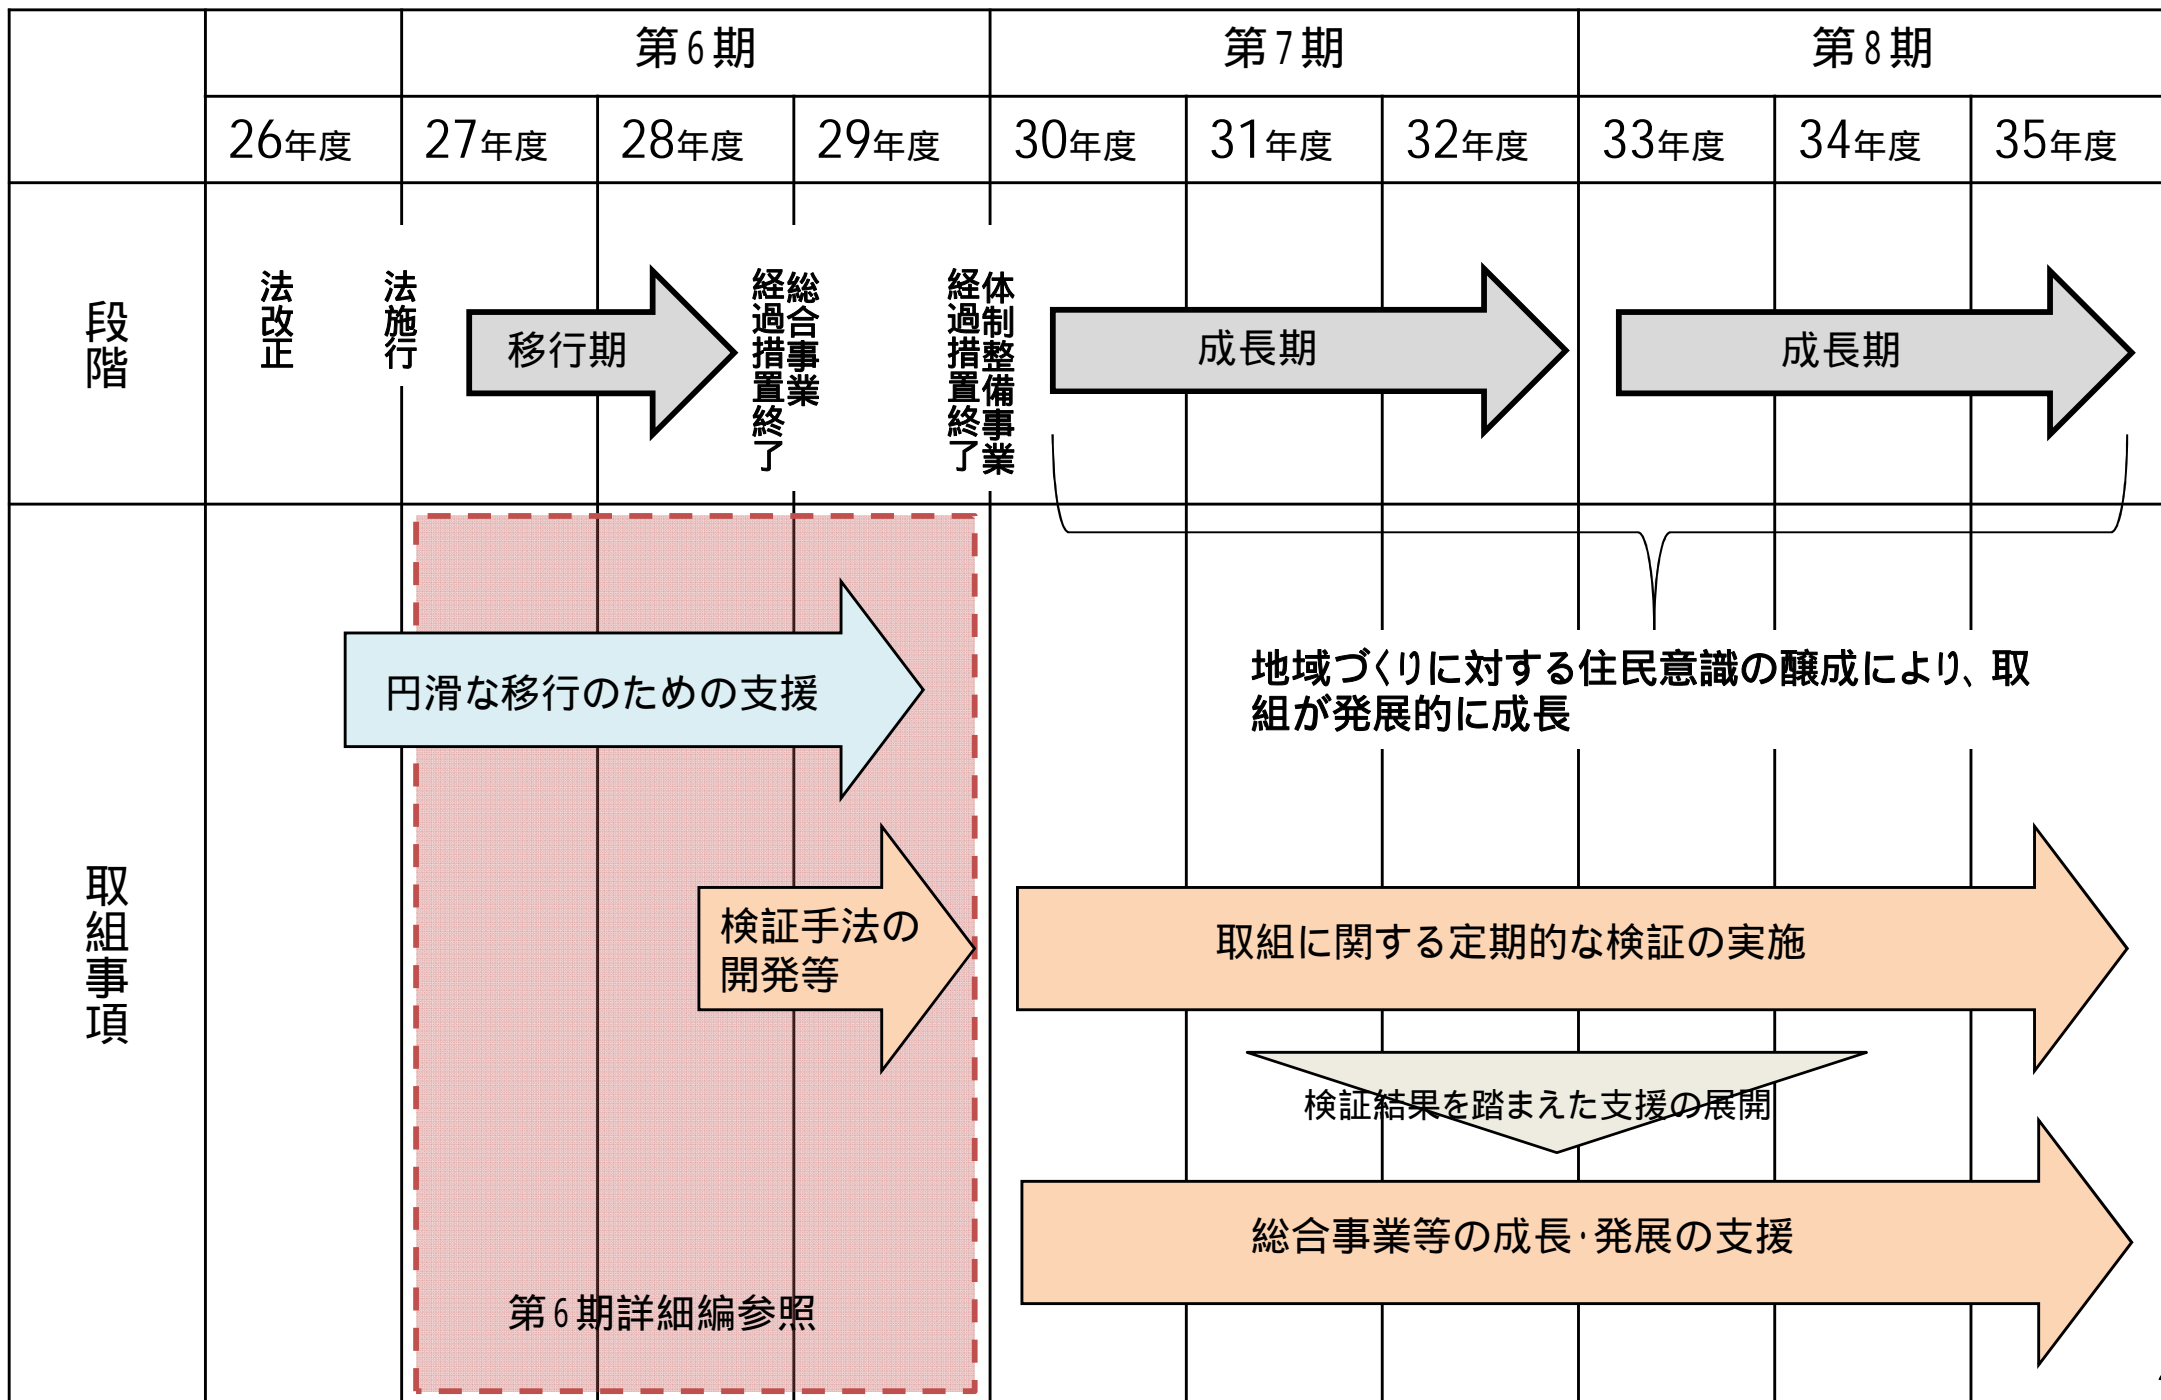 第6期
第7期
第8期
26年度
27年度
28年度
29年度
30年度
31年度
32年度
33年度
34年度
35年度
段階
法改正
法施行
移行期
総合事業
経過措置終了
体制整備事業
経過措置終了
成長期
成長期
取組事項
円滑な移行のための支援
地域づくりに対する住民意識の醸成により、取
組が発展的に成長
検証手法の
開発等
取組に関する定期的な検証の実施
検証結果を踏まえた支援の展開
総合事業等の成長・発展の支援
第6期詳細編参照